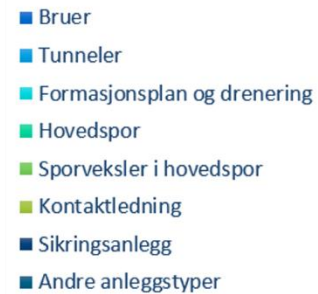 Bruer
Tunneler
Formasjonsplan og drenering
Hovedspor
Sporveksler i hovedspor
Kontaktledning
Sikringsanlegg
Andre anleggstyper